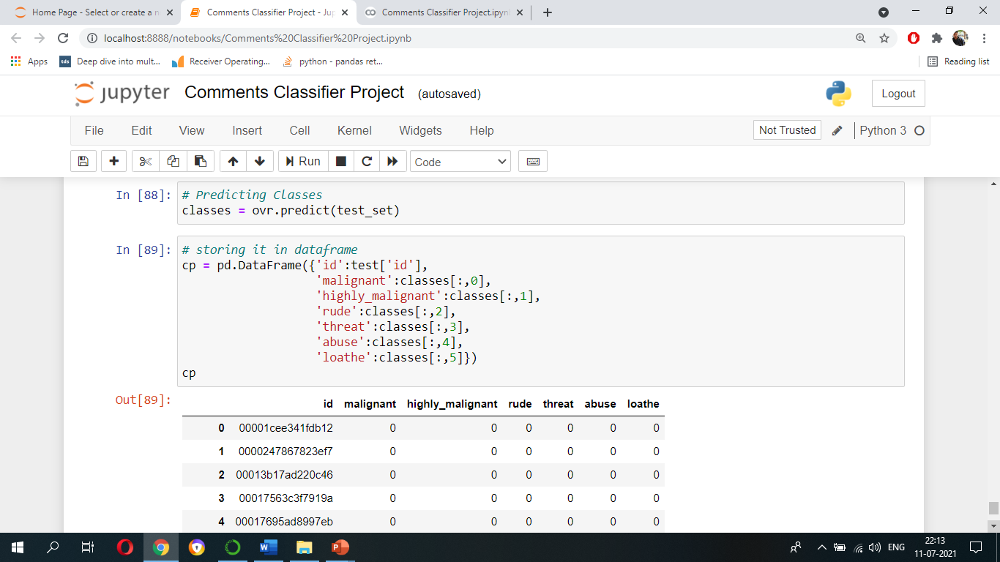 Home Page - Select or create a n
Comments Classifier Project - Jup
Comments Classifier Project.ipyn
localhost:8888/notebooks/Comments%20Classifier%20Project.ipynb
Apps
tds
Deep dive into mult...
Receiver Operating...
python - pandas ret...
Reading list
jupyter
Comments Classifier Project (autosaved)
Logout
File Edit View Insert Cell Kernel Widgets Help
Not Trusted
Python 3
Run
Code
In [88]:
# Predicting Classes
classes = ovr.predict(test_set)
In [89]:
# storing it in dataframe
cp = pd.DataFrame({'id':test['id'],
'malignant':classes[:,0],
'highly_malignant':classes[:,1],
'rude':classes[:,2],
'threat':classes[:,3],
'abuse':classes[:,4],
'loathe':classes[:,5]})
cp
Out[89]:
id malignant highly_malignant rude threat abuse loathe
0 00001cee341fdb12 0 0 0 0 0 0
1 0000247867823ef7 0 0 0 0 0 0
2 00013b17ad220c46 0 0 0 0 0 0
3 00017563c3f7919a 0 0 0 0 0 0
4 00017695ad8997eb 0 0 0 0 0 0
ENG
22:13
11-07-2021